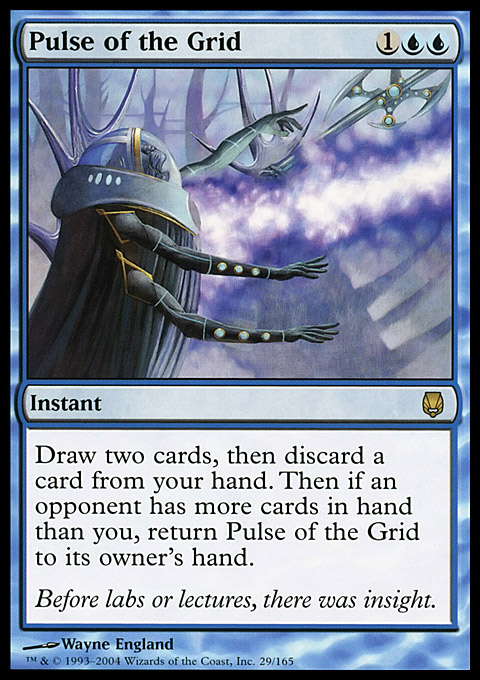 Pulse of the Grid 1
Instant
Draw two cards, then discard a
card from your hand. Then if an
opponent has more cards in hand
than you, return Pulse of the Grid
to its owner's hand.
Before labs or lectures, there was insight.
Wayne England
™ & © 1993–2004 Wizards of the Coast, Inc. 29/165